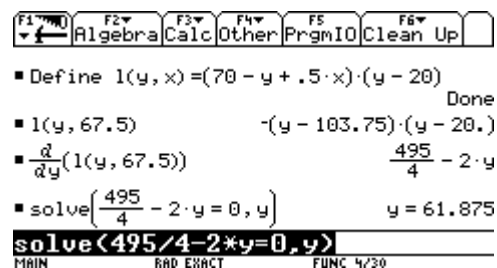 F1 F2 F3 F4 F5 F6
Algebra Calc Other PrgmIO Clean Up
▪ Define l(y,x)=(70 - y + .5·x)·(y - 20)
Done
▪ l(y,67.5) -(y - 103.75)·(y - 20.)
▪ d/dy(l(y,67.5)) 495/4 - 2·y
▪ solve(495/4 - 2·y = 0,y) y = 61.875
solve(495/4-2*y=0,y)
MAIN RAD EXACT FUNC 4/30